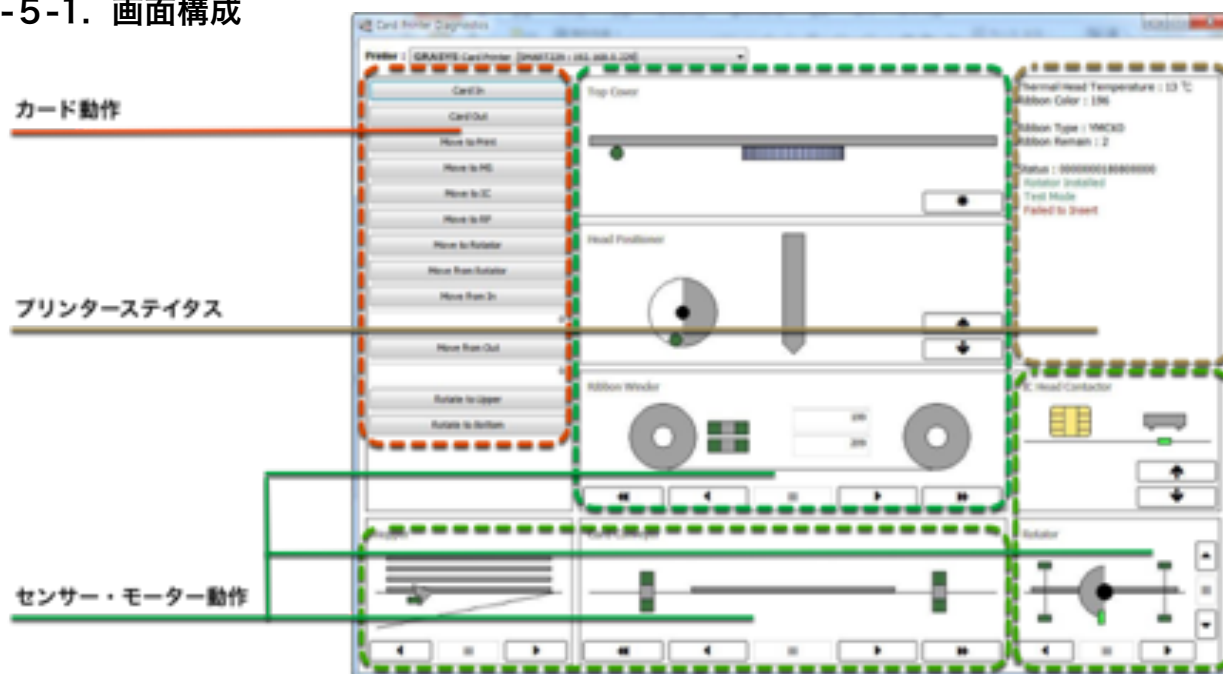 -5-1. 画面構成
Card Printer Diagnostics
Printer :
カード動作
プリンターステイタス
センサー・モーター動作
Card In
Card Out
Move to Print
Move to MS
Move to IC
Move to RF
Move to Rotator
Move from Rotator
Move from In
Move from Out
Rotate to Upper
Rotate to Bottom
Top Cover
Head Positioner
Ribbon Winder
Thermal Head Temperature : 13 ℃
Ribbon Color : 196
Ribbon Type : YMCKO
Ribbon Remain : 2
Status :
Rotator Installed
Test Mode
Failed to Insert
IC Head Contactor
Hopper
Rotator